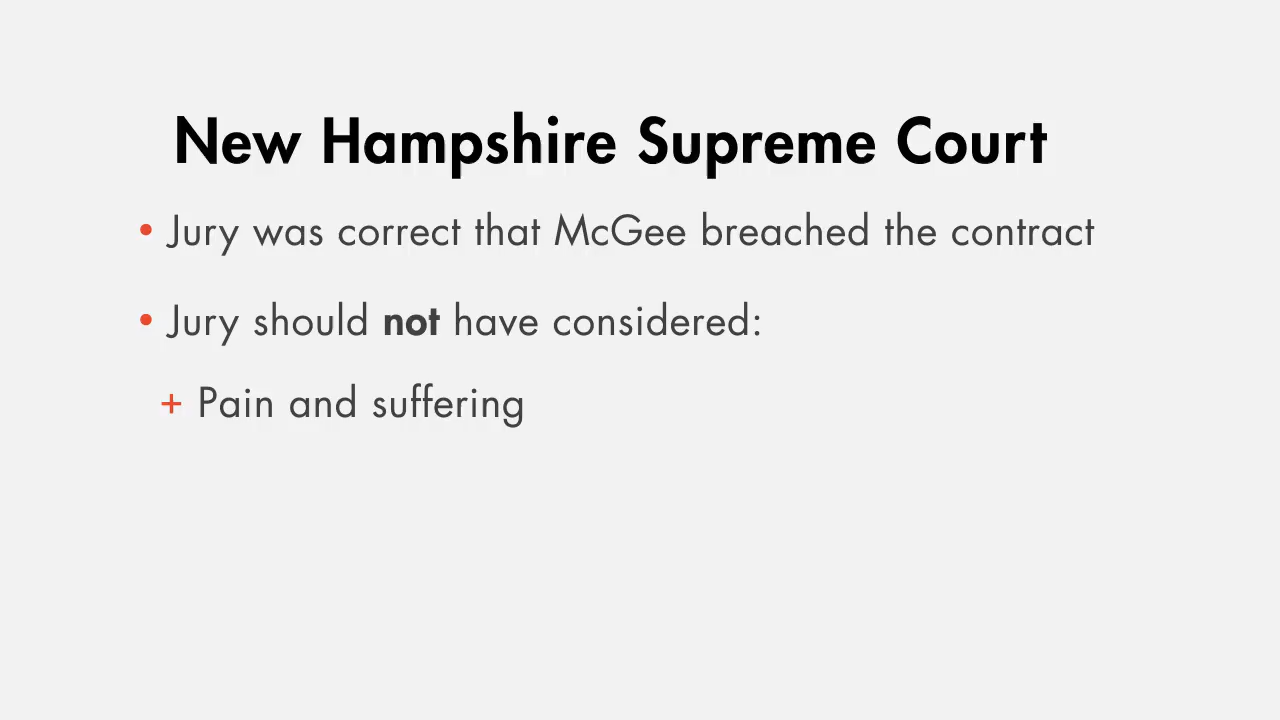 New Hampshire Supreme Court
• Jury was correct that McGee breached the contract
• Jury should not have considered:
+ Pain and suffering